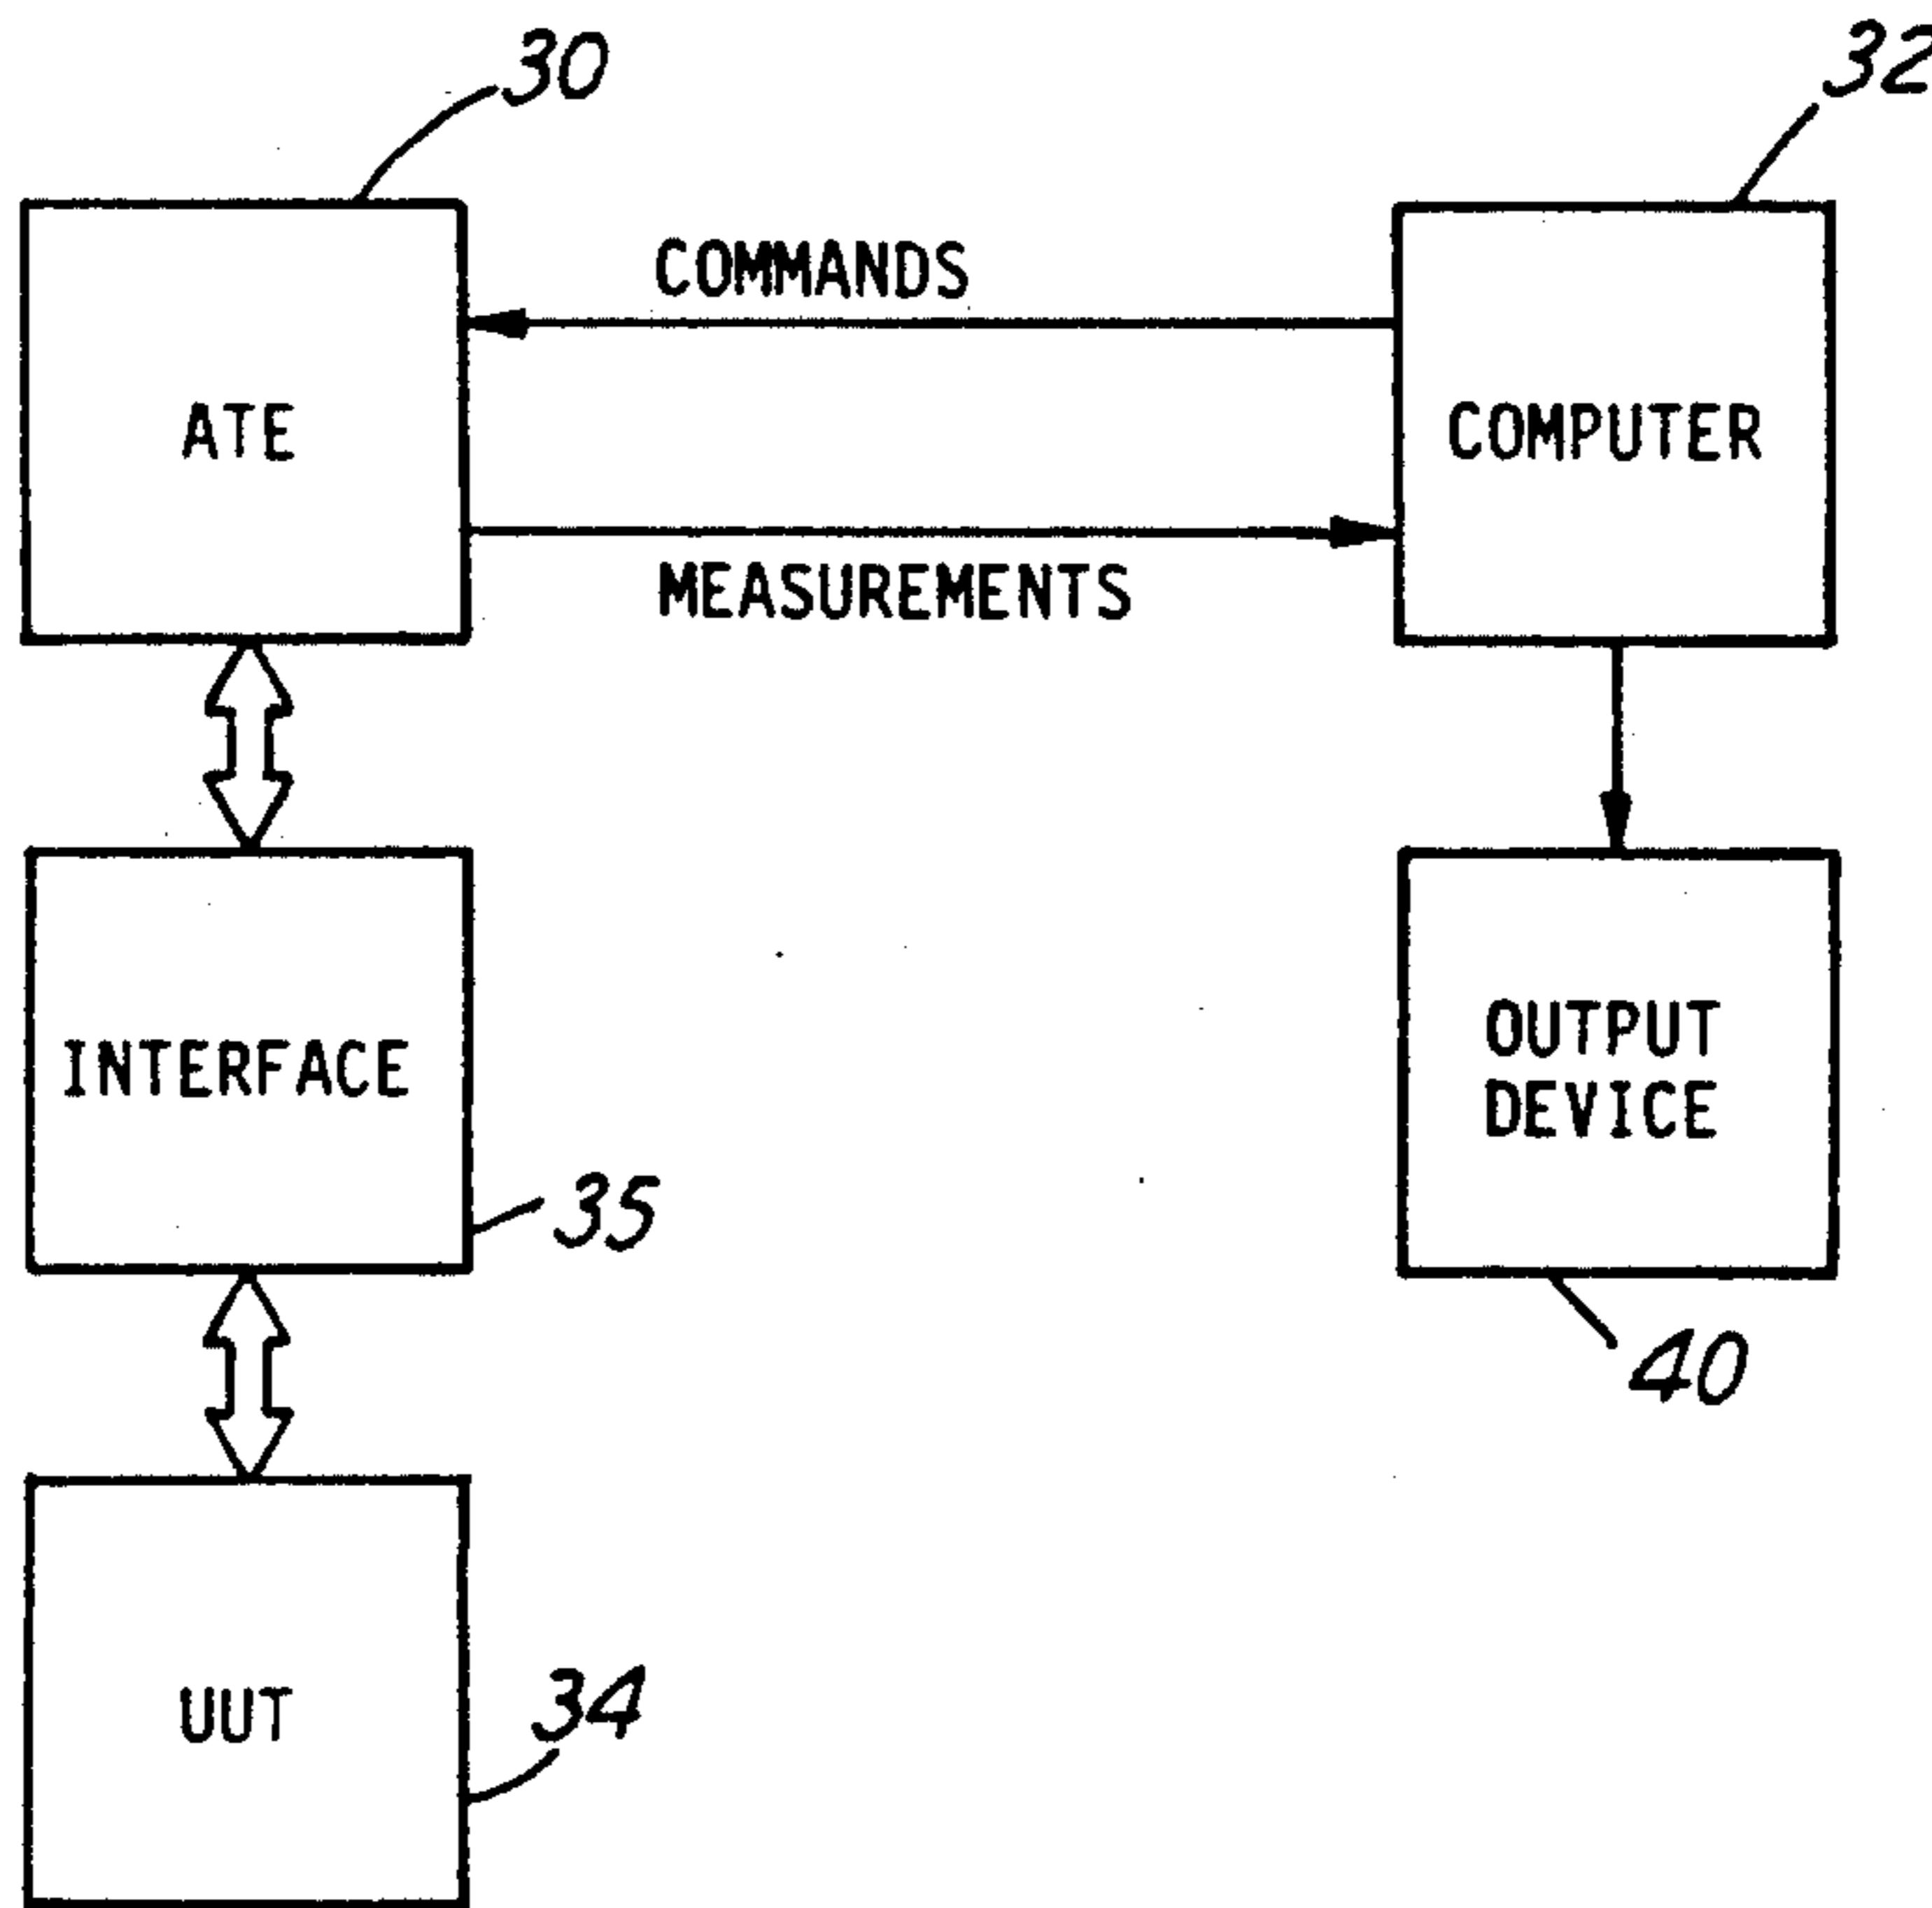 30
32
COMMANDS
ATE
COMPUTER
MEASUREMENTS
INTERFACE
OUTPUT
DEVICE
35
40
34
UUT